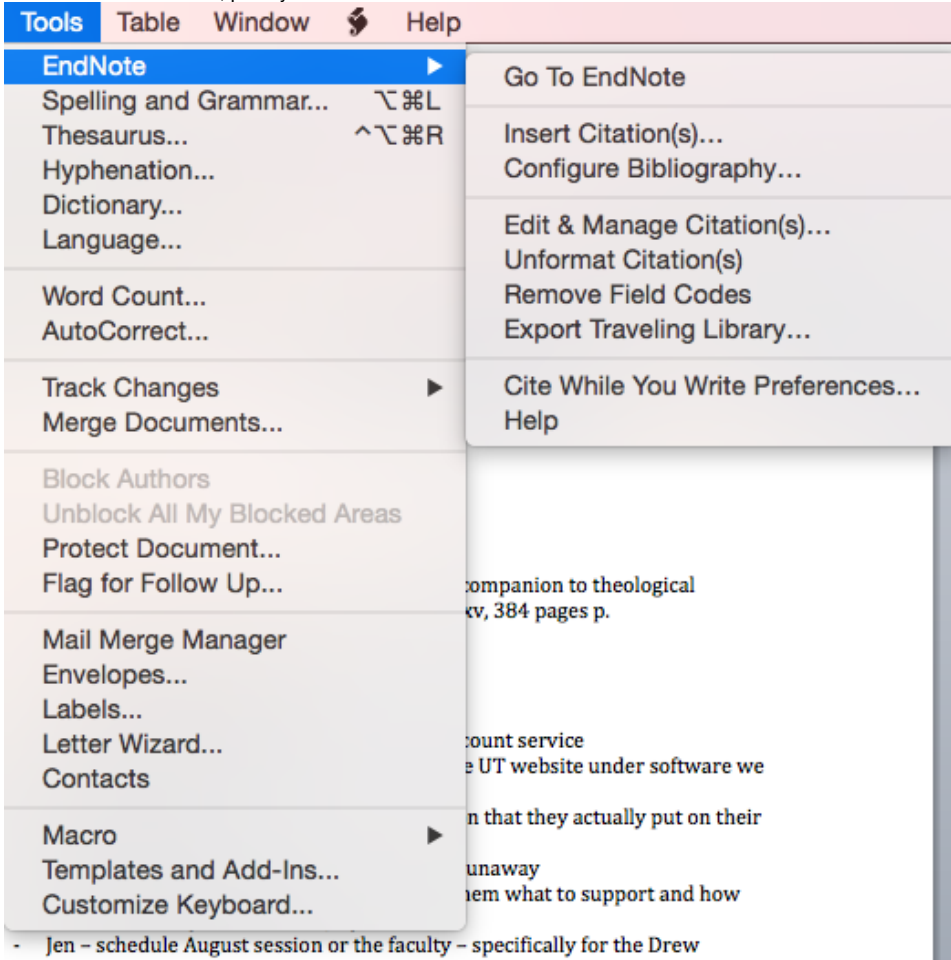 Tools Table Window Help
EndNote
Spelling and Grammar... ⌥⌘L
Thesaurus... ^⌥⌘R
Hyphenation...
Dictionary...
Language...
Word Count...
AutoCorrect...
Track Changes
Merge Documents...
Block Authors
Unblock All My Blocked Areas
Protect Document...
Flag for Follow Up...
Mail Merge Manager
Envelopes...
Labels...
Letter Wizard...
Contacts
Macro
Templates and Add-Ins...
Customize Keyboard...
Go To EndNote
Insert Citation(s)...
Configure Bibliography...
Edit & Manage Citation(s)...
Unformat Citation(s)
Remove Field Codes
Export Traveling Library...
Cite While You Write Preferences...
Help
companion to theological
xv, 384 pages p.
count service
UT website under software we
that they actually put on their
unaway
what to support and how
- Jen – schedule August session or the faculty – specifically for the Drew